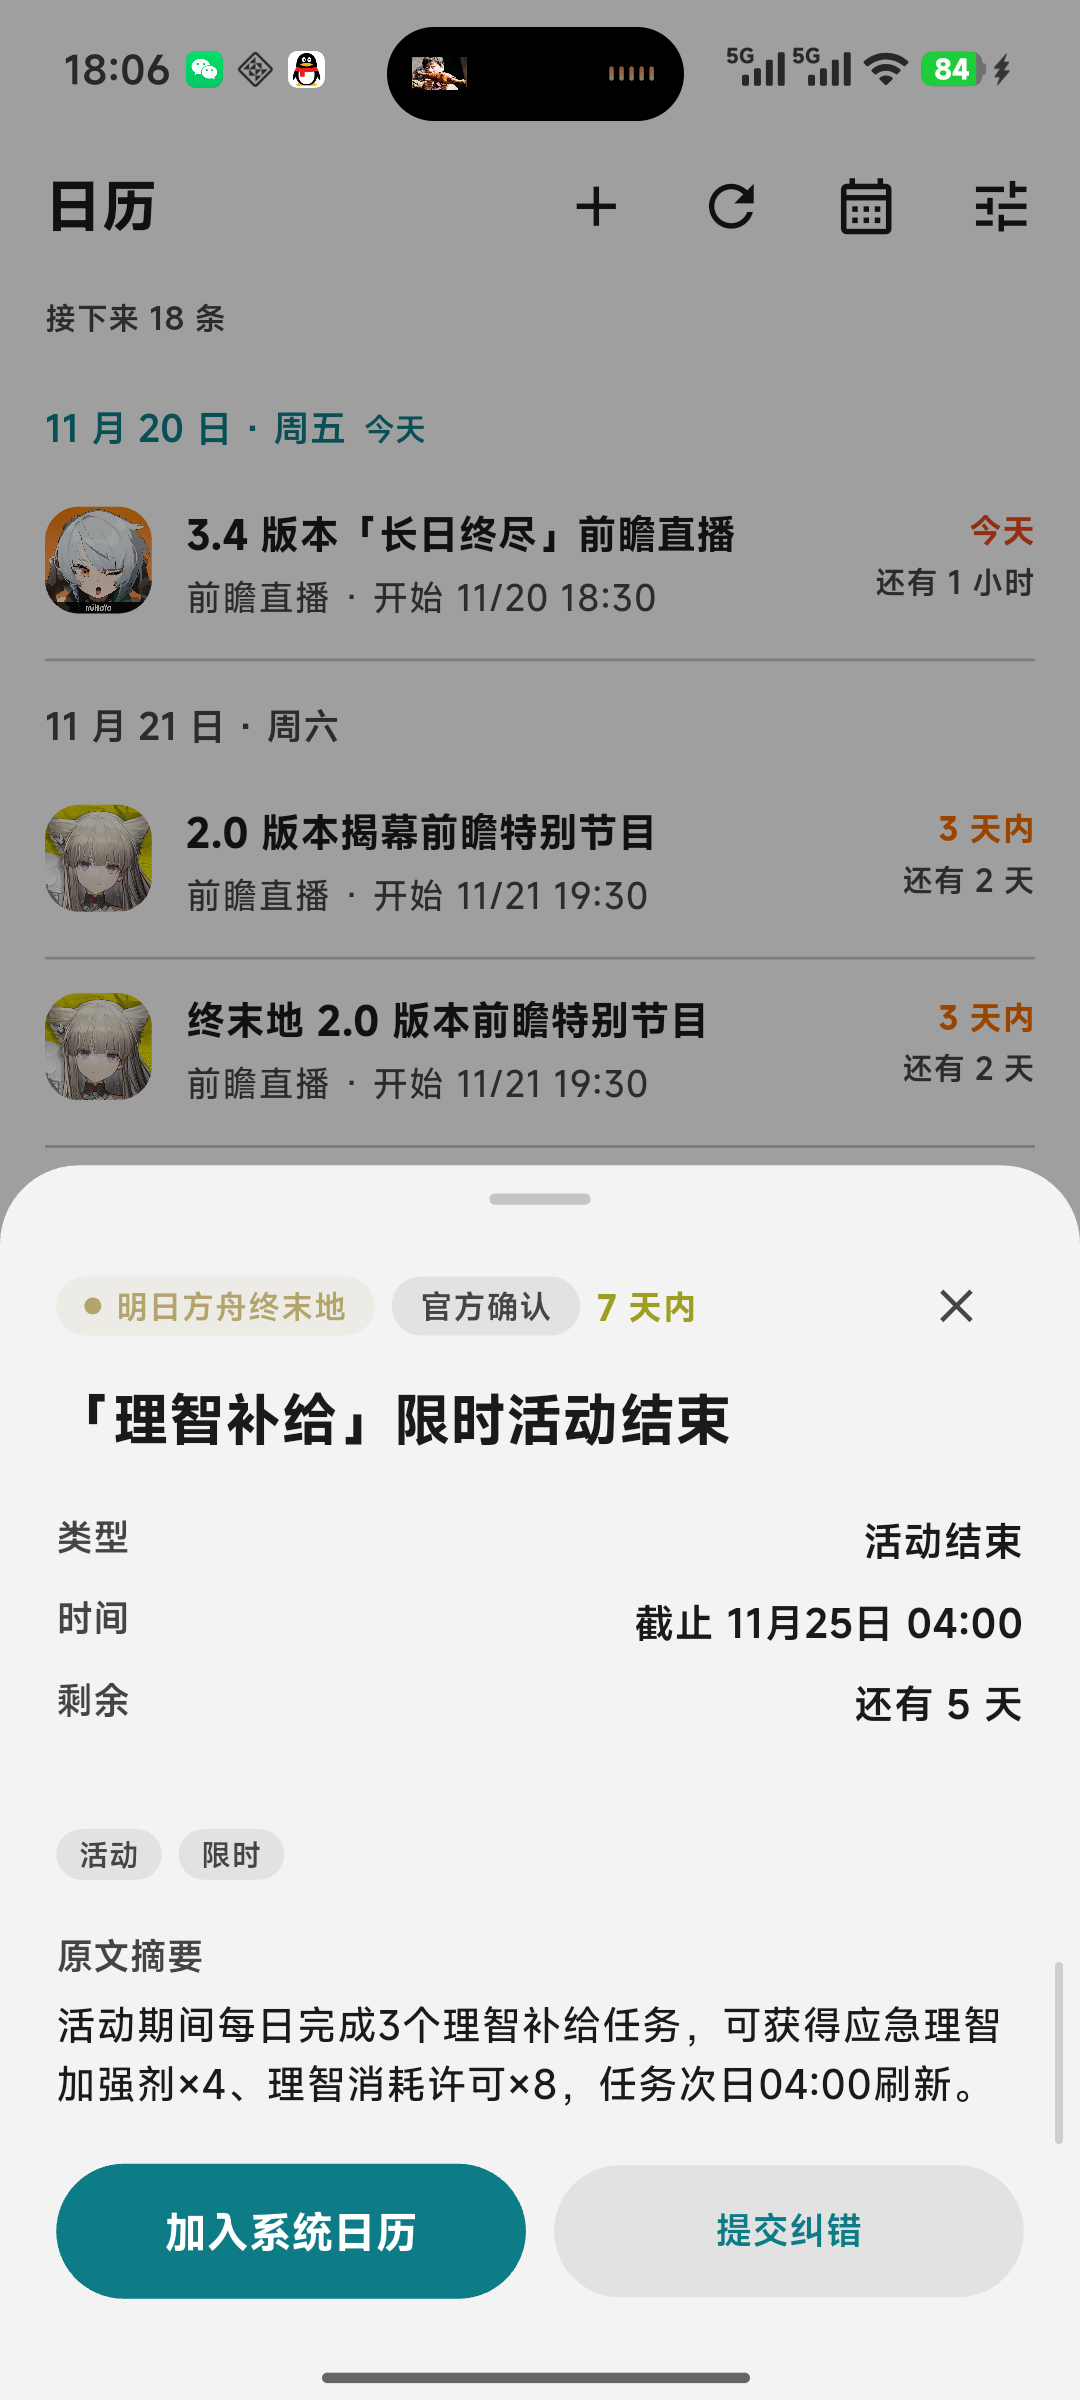 18:06
5G 5G 84
日历
接下来 18 条
11 月 20 日 · 周五 今天
3.4 版本「长日终尽」前瞻直播
今天
前瞻直播 · 开始 11/20 18:30
还有 1 小时
miHoYo
11 月 21 日 · 周六
2.0 版本揭幕前瞻特别节目
3 天内
前瞻直播 · 开始 11/21 19:30
还有 2 天
终末地 2.0 版本前瞻特别节目
3 天内
前瞻直播 · 开始 11/21 19:30
还有 2 天
明日方舟终末地 官方确认 7 天内
「理智补给」限时活动结束
类型 活动结束
时间 截止 11月25日 04:00
剩余 还有 5 天
活动 限时
原文摘要
活动期间每日完成3个理智补给任务，可获得应急理智
加强剂×4、理智消耗许可×8，任务次日04:00刷新。
加入系统日历 提交纠错